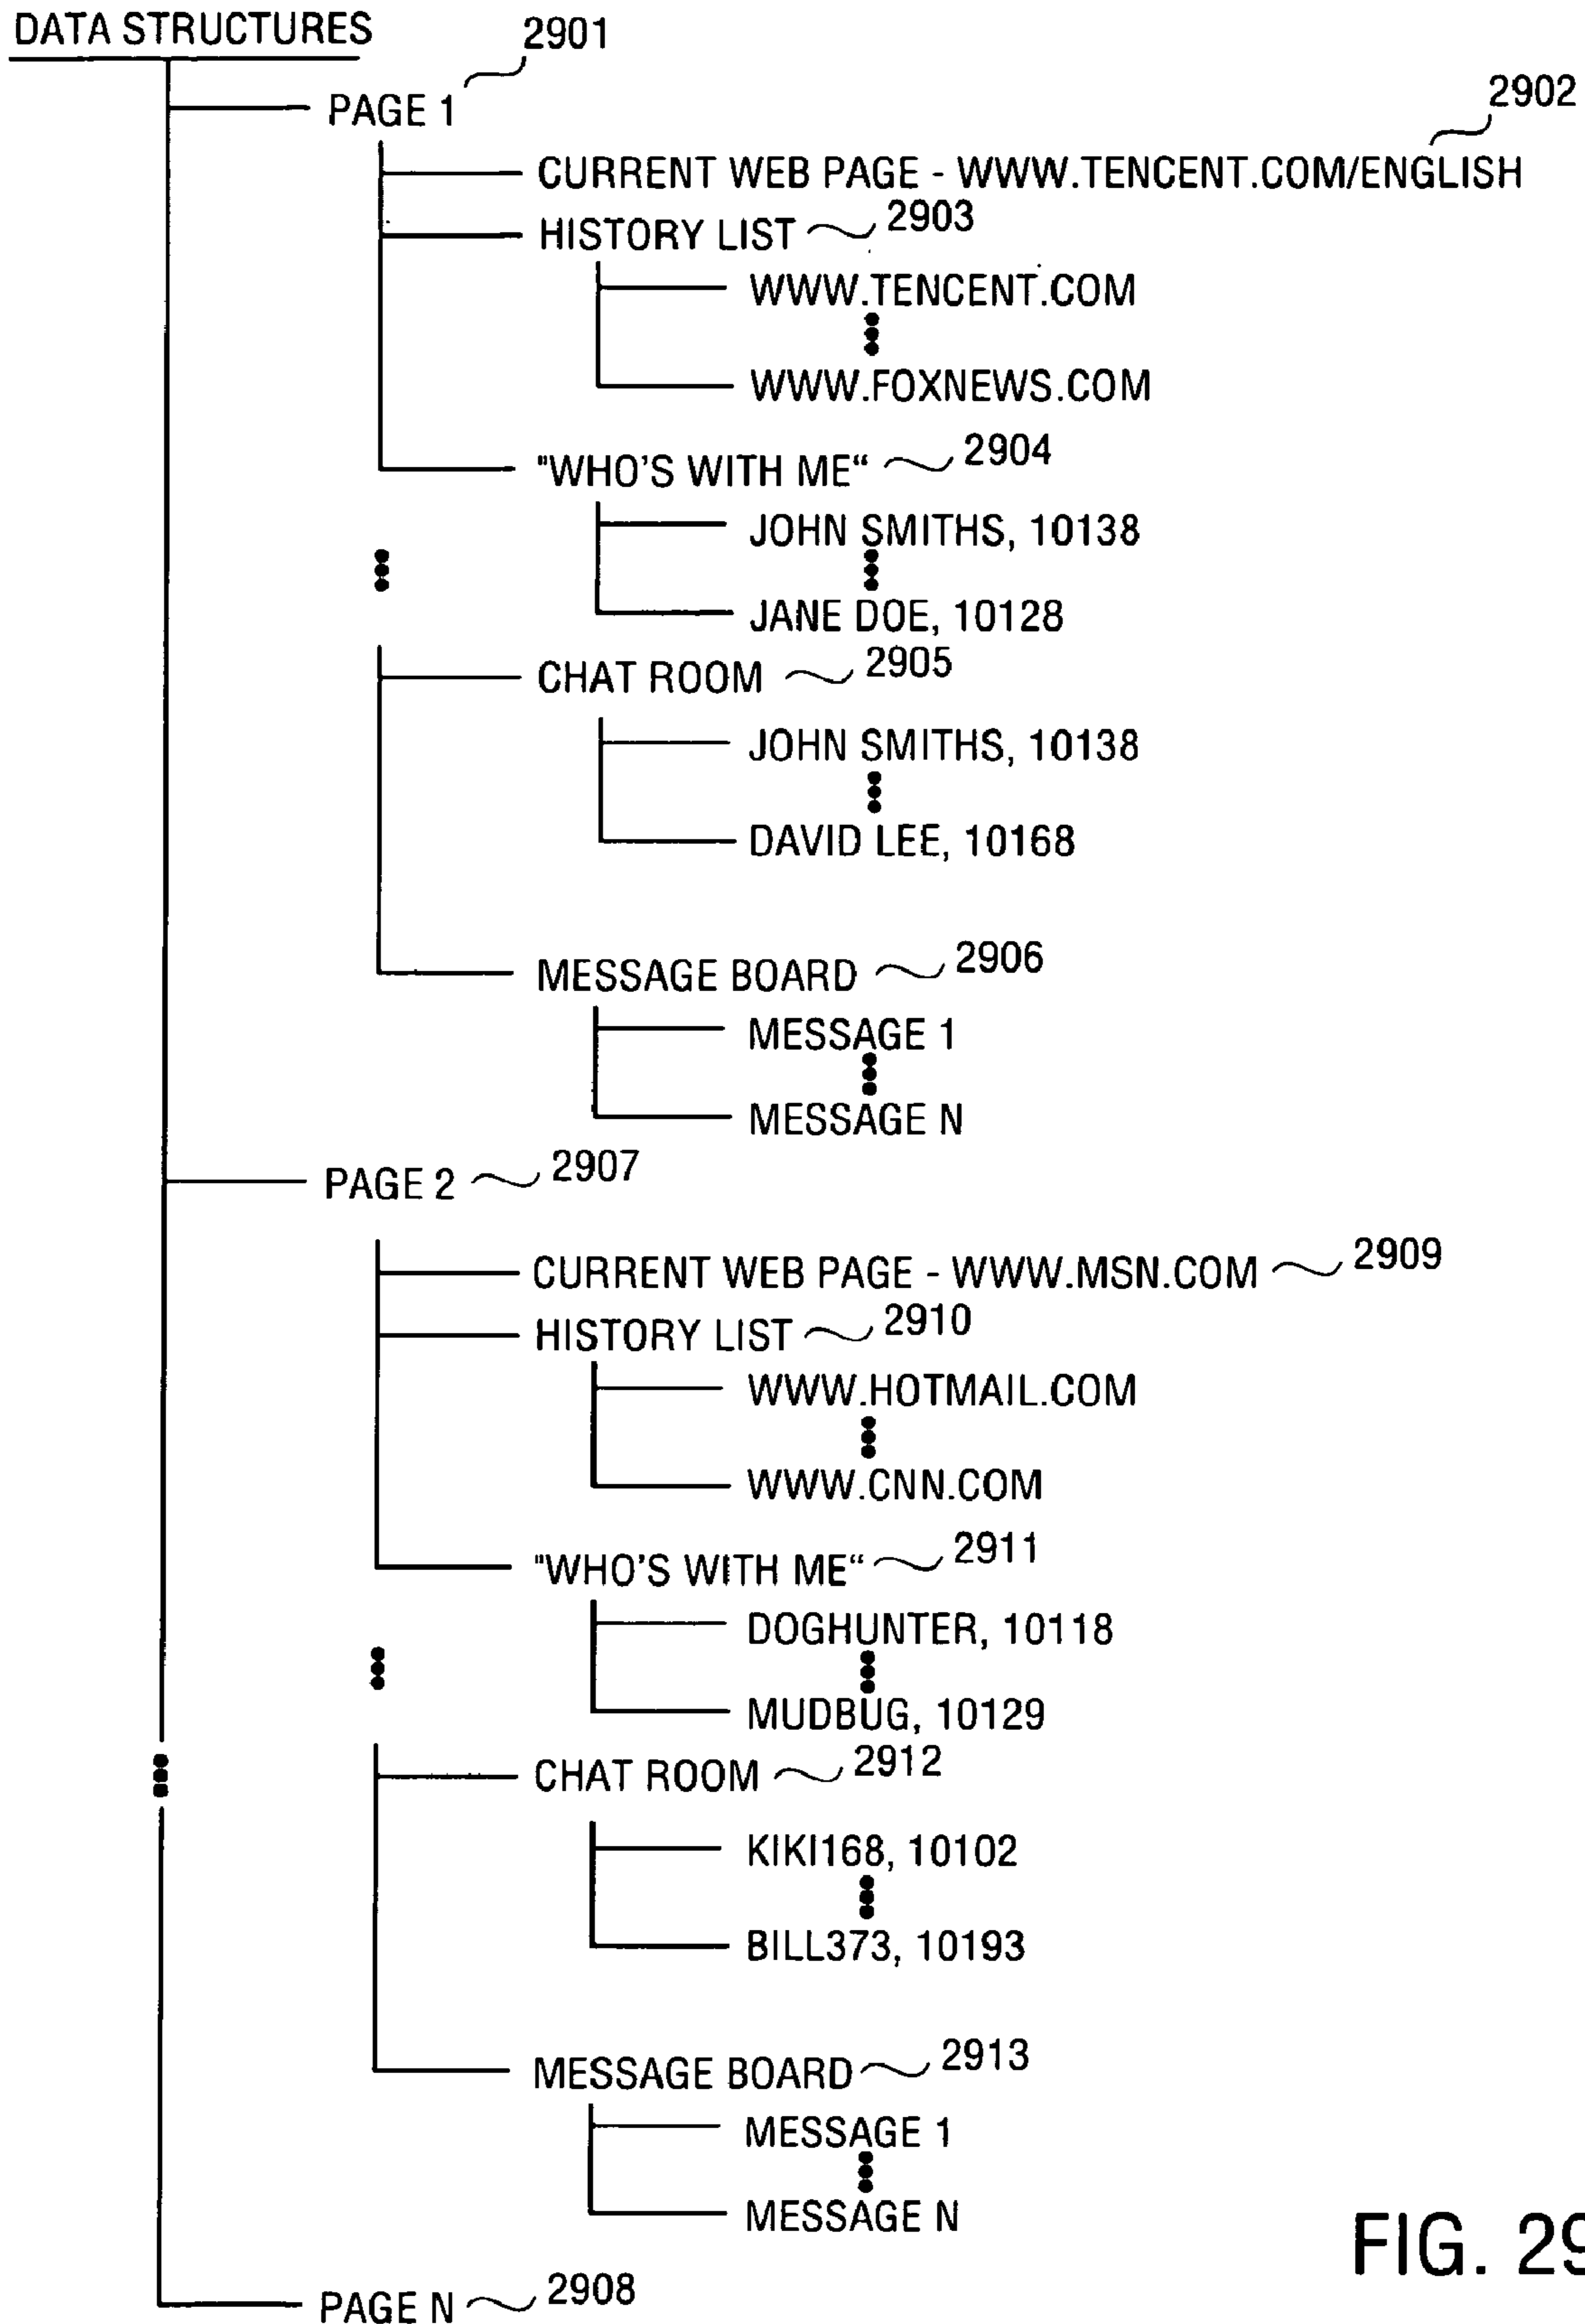 DATA STRUCTURES
2901
PAGE 1
2902
CURRENT WEB PAGE - WWW.TENCENT.COM/ENGLISH
HISTORY LIST 2903
WWW.TENCENT.COM
WWW.FOXNEWS.COM
"WHO'S WITH ME“ 2904
JOHN SMITHS, 10138
JANE DOE, 10128
CHAT ROOM 2905
JOHN SMITHS, 10138
DAVID LEE, 10168
MESSAGE BOARD 2906
MESSAGE 1
MESSAGE N
PAGE 2 2907
CURRENT WEB PAGE - WWW.MSN.COM 2909
HISTORY LIST 2910
WWW.HOTMAIL.COM
WWW.CNN.COM
"WHO'S WITH ME“ 2911
DOGHUNTER, 10118
MUDBUG, 10129
CHAT ROOM 2912
KIKI168, 10102
BILL373, 10193
MESSAGE BOARD 2913
MESSAGE 1
MESSAGE N
FIG. 29
PAGE N 2908